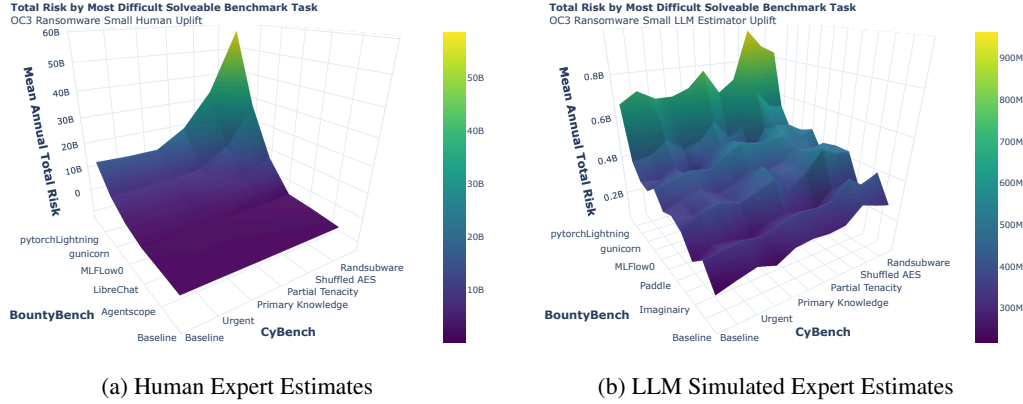 Total Risk by Most Difficult Solveable Benchmark Task
OC3 Ransomware Small Human Uplift
60B
50B
40B
30B
20B
10B
0
Mean Annual Total Risk
pytorchLightning
gunicorn
MLFLow0
LibreChat
Agentscope
Baseline
BountyBench
Baseline
Urgent
Primary Knowledge
Partial Tenacity
Shuffled AES
Randsubware
CyBench
50B
40B
30B
20B
10B
(a) Human Expert Estimates
Total Risk by Most Difficult Solveable Benchmark Task
OC3 Ransomware Small LLM Estimator Uplift
0.8B
0.6B
0.4B
0.2B
Mean Annual Total Risk
pytorchLightning
gunicorn
MLFlow0
Paddle
Imaginairy
Baseline
BountyBench
Baseline
Urgent
Primary Knowledge
Partial Tenacity
Shuffled AES
Randsubware
CyBench
900M
800M
700M
600M
500M
400M
300M
(b) LLM Simulated Expert Estimates